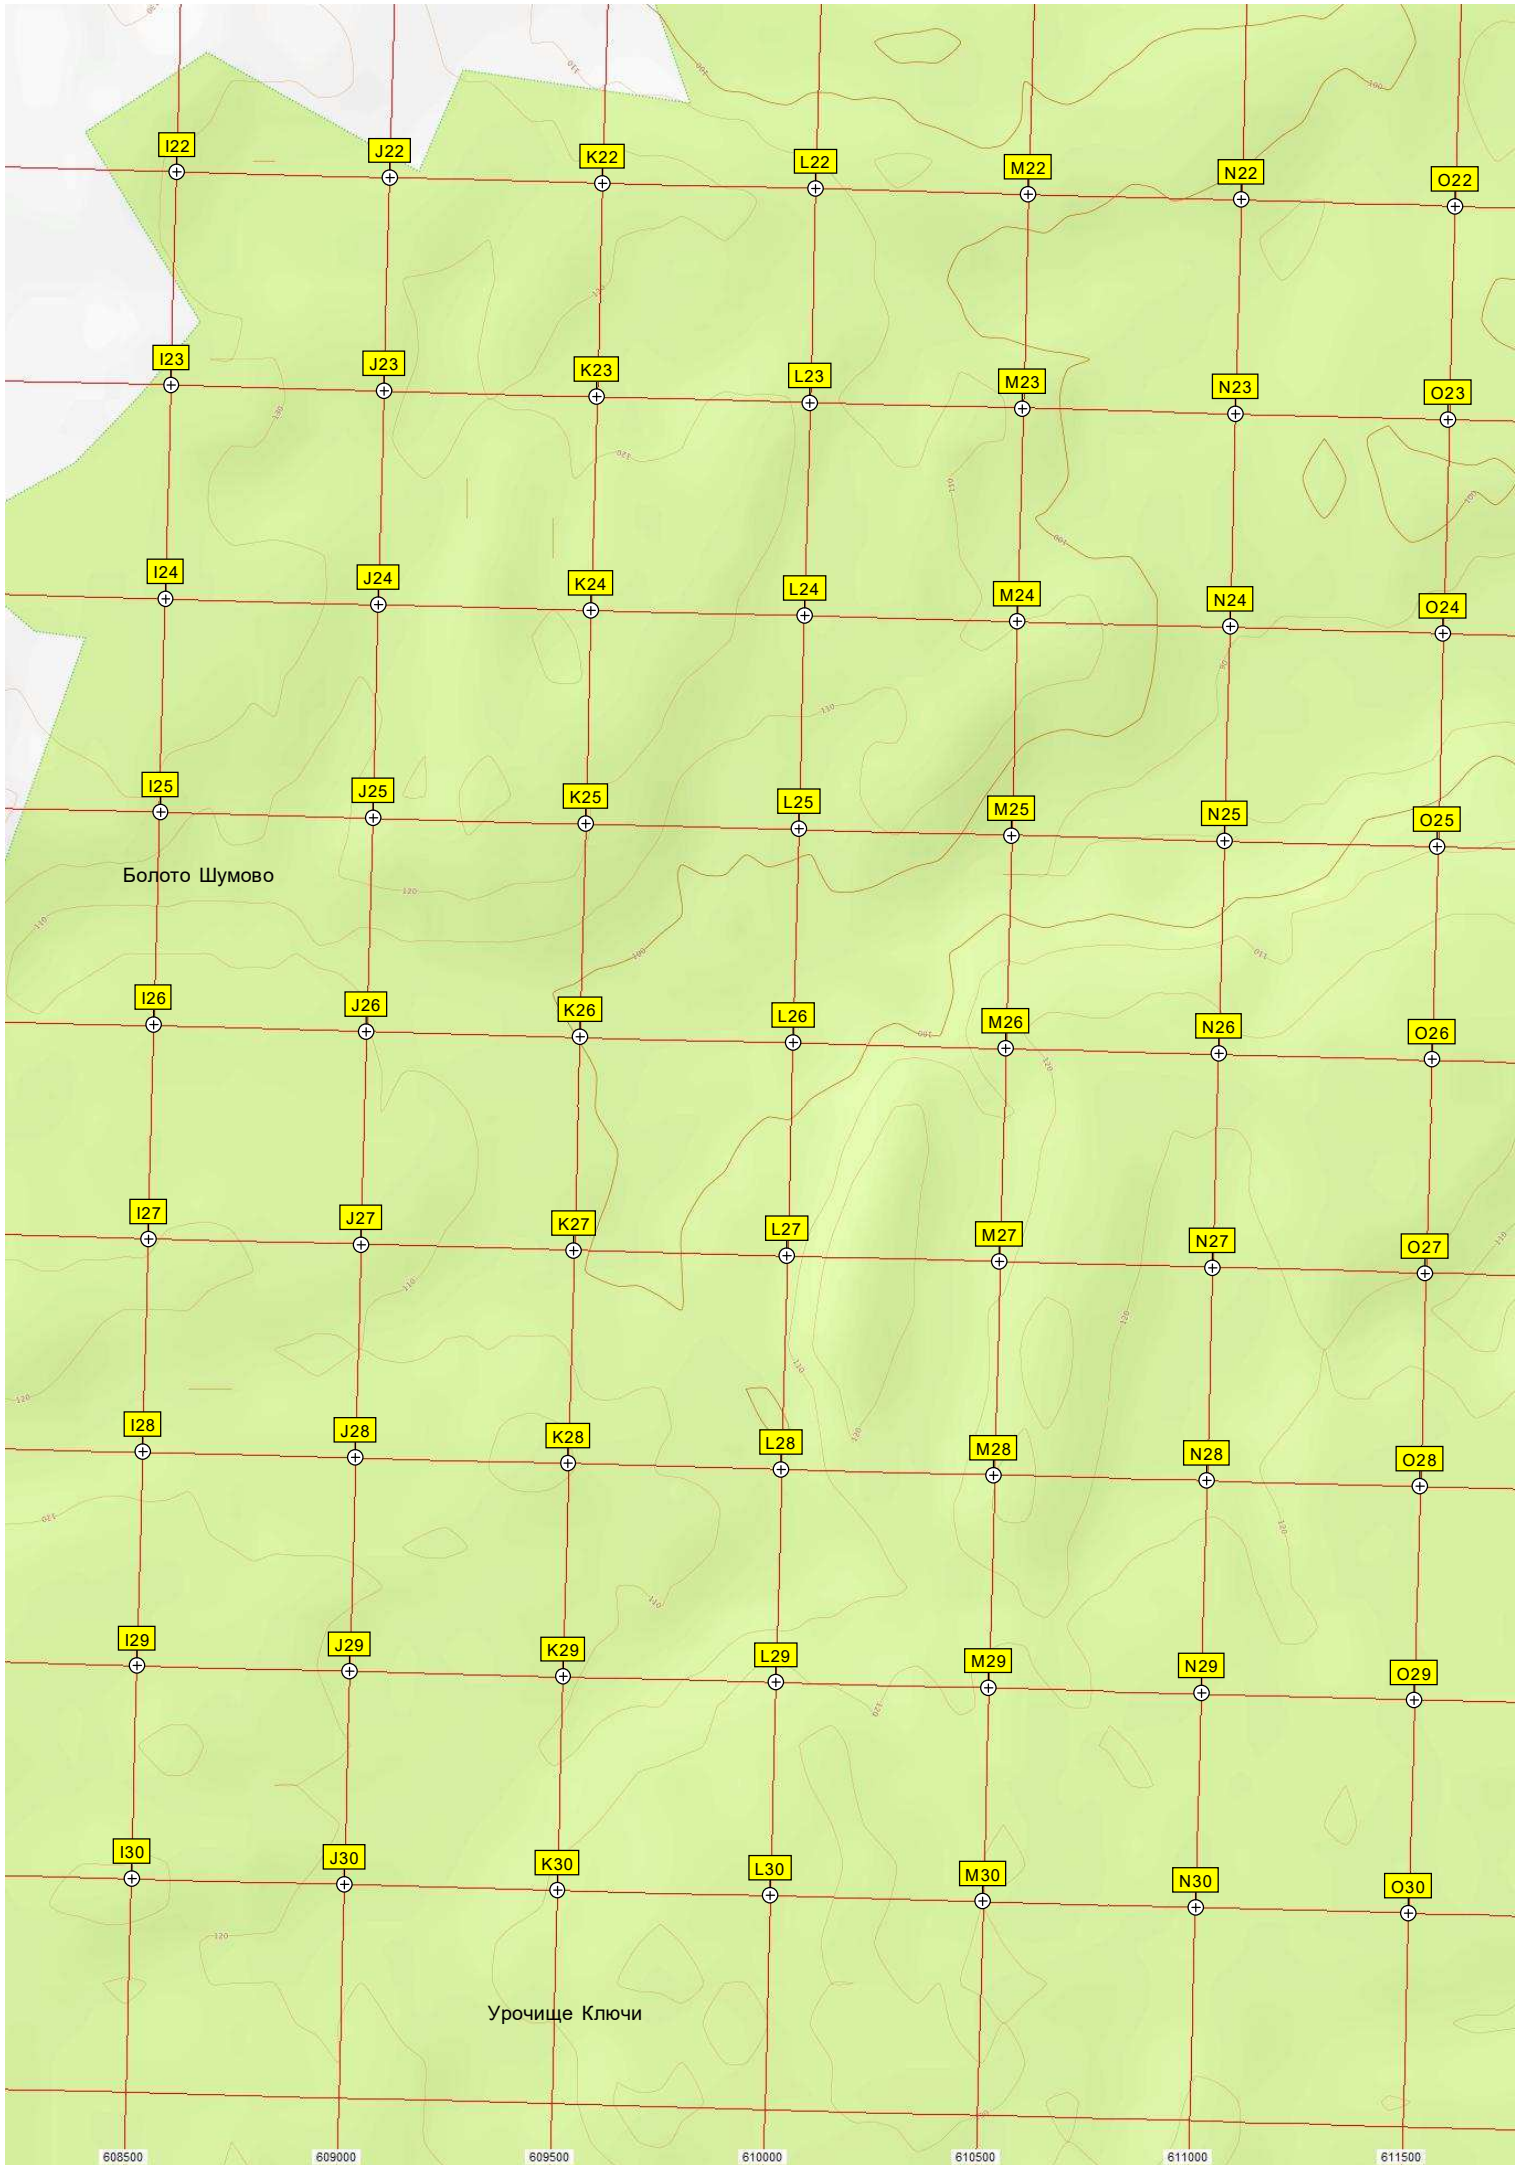 I22 J22 K22 L22 M22 N22 O22
I23 J23 K23 L23 M23 N23 O23
I24 J24 K24 L24 M24 N24 O24
I25 J25 K25 L25 M25 N25 O25
Болото Шумово
I26 J26 K26 L26 M26 N26 O26
I27 J27 K27 L27 M27 N27 O27
I28 J28 K28 L28 M28 N28 O28
I29 J29 K29 L29 M29 N29 O29
I30 J30 K30 L30 M30 N30 O30
Урочище Ключи
608500 609000 609500 610000 610500 611000 611500